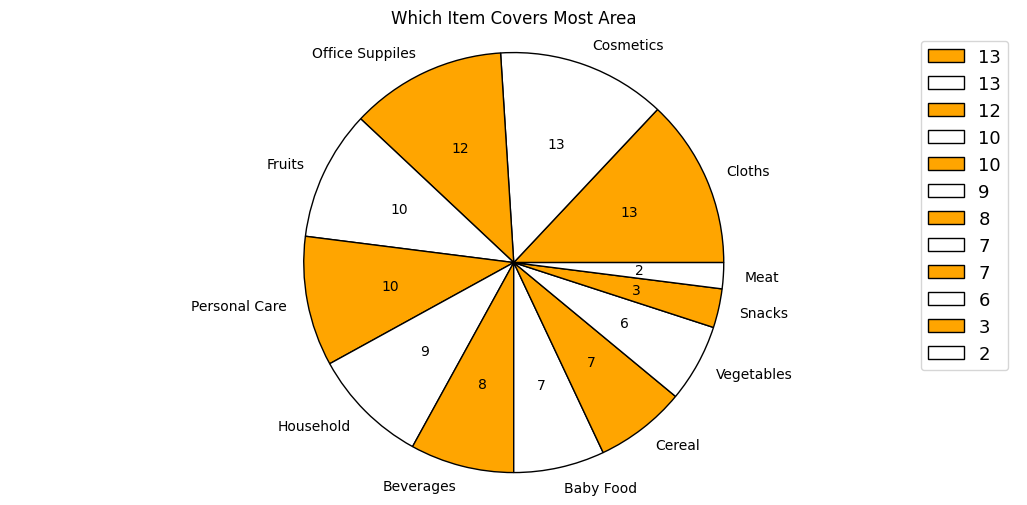 Which Item Covers Most Area
Cloths
Cosmetics
Office Suppiles
Fruits
Personal Care
Household
Beverages
Baby Food
Cereal
Vegetables
Snacks
Meat
13
13
12
10
10
9
8
7
7
6
3
2
13
13
12
10
10
9
8
7
7
6
3
2